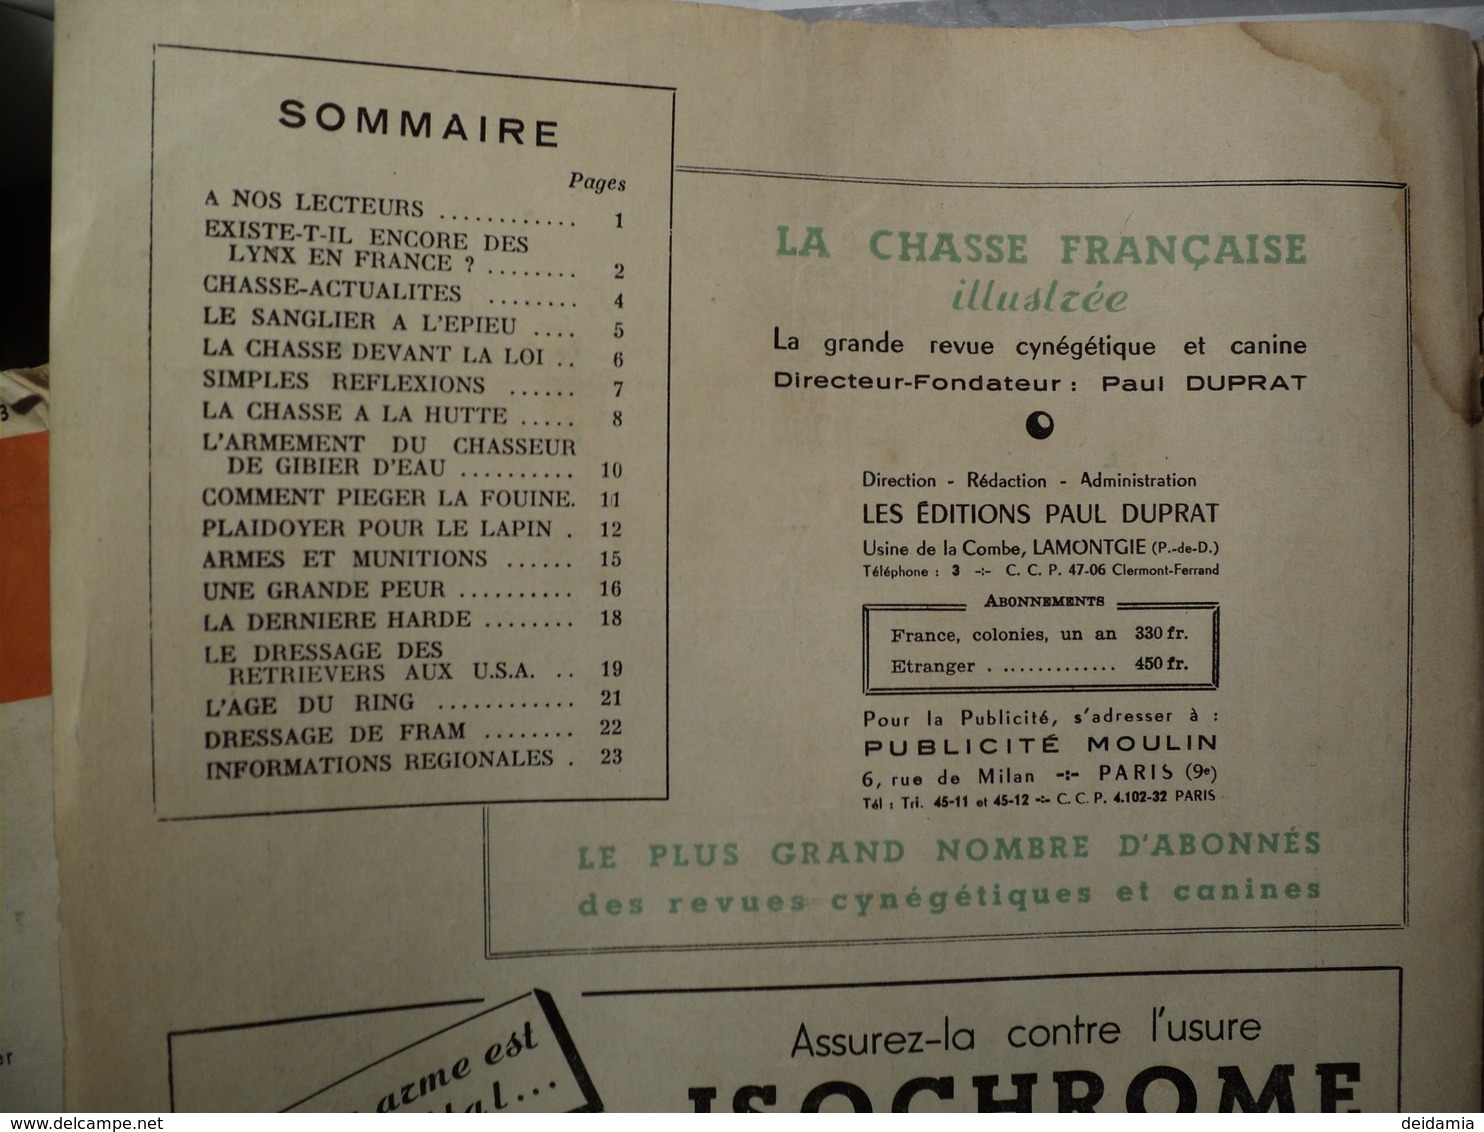 SOMMAIRE
Pages
A NOS LECTEURS ............ 1
EXISTE-T-IL ENCORE DES
LYNX EN FRANCE ? ........ 2
CHASSE-ACTUALITES ........ 4
LE SANGLIER A L'EPIEU .... 5
LA CHASSE DEVANT LA LOI .. 6
SIMPLES REFLEXIONS ...... 7
LA CHASSE A LA HUTTE ..... 8
L'ARMEMENT DU CHASSEUR
DE GIBIER D'EAU .......... 10
COMMENT PIEGER LA FOUINE. 11
PLAIDOYER POUR LE LAPIN . 12
ARMES ET MUNITIONS ...... 15
UNE GRANDE PEUR .......... 16
LA DERNIERE HARDE ........ 18
LE DRESSAGE DES
RETRIEVERS AUX U.S.A. .. 19
L'AGE DU RING ............ 21
DRESSAGE DE FRAM ........ 22
INFORMATIONS REGIONALES . 23
LA CHASSE FRANÇAISE
illustrée
La grande revue cynégétique et canine
Directeur-Fondateur : Paul DUPRAT
Direction - Rédaction - Administration
LES ÉDITIONS PAUL DUPRAT
Usine de la Combe, LAMONTGIE (P.-de-D.)
Téléphone : 3 -:- C. C. P. 47-06 Clermont-Ferrand
ABONNEMENTS
France, colonies, un an 330 fr.
Etranger . ............. 450 fr.
Pour la Publicité, s'adresser à :
PUBLICITÉ MOULIN
6, rue de Milan -:- PARIS (9e)
Tél : Tri. 45-11 et 45-12 -:- C. C. P. 4.102-32 PARIS
LE PLUS GRAND NOMBRE D'ABONNÉS
des revues cynégétiques et canines
arme est
Assurez-la contre l'usure
ISOCHROME
www.delcampe.net
deidamia